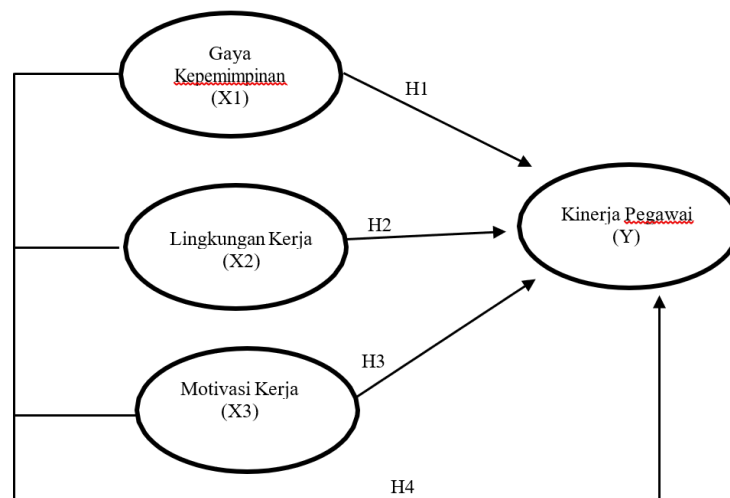 Gaya
Kepemimpinan
(X1)
H1
Kinerja Pegawai
(Y)
H2
Lingkungan Kerja
(X2)
H3
Motivasi Kerja
(X3)
H4